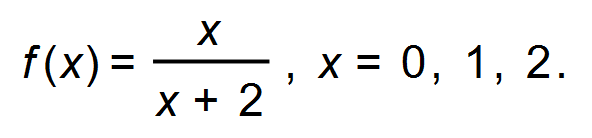 f(x) = x / (x + 2), x = 0, 1, 2.